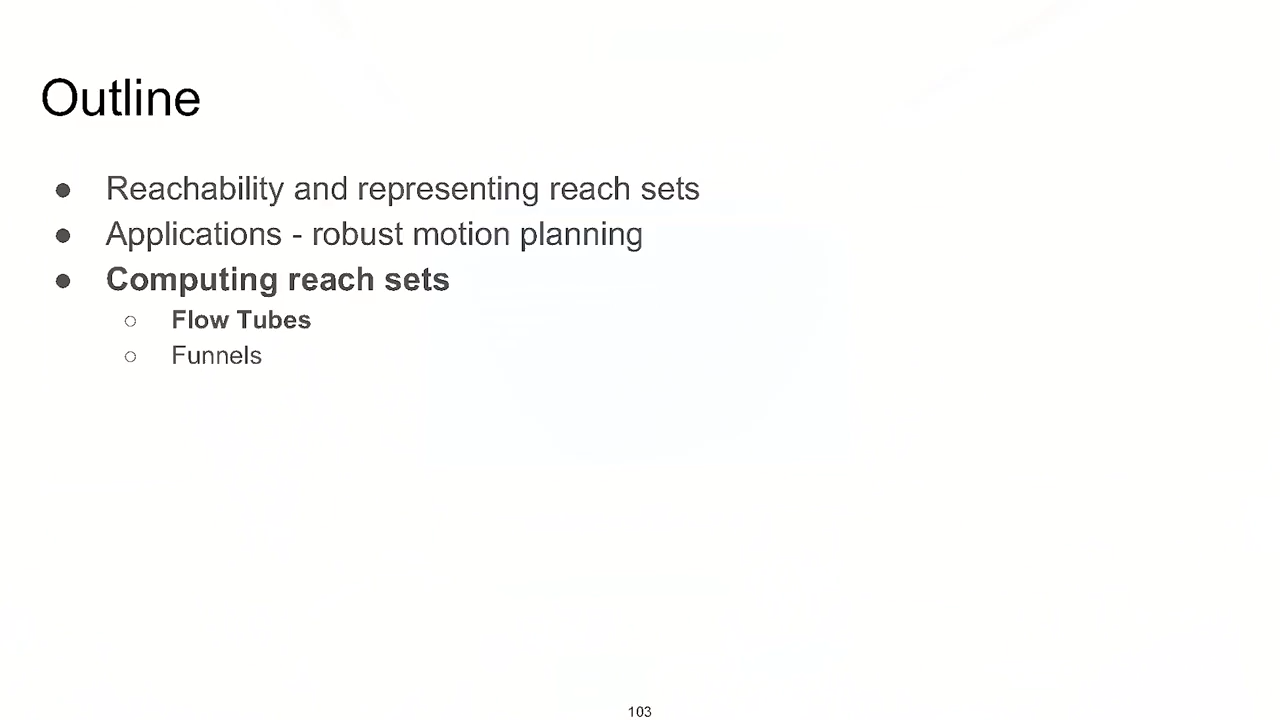 Outline
● Reachability and representing reach sets
● Applications - robust motion planning
● Computing reach sets
○ Flow Tubes
○ Funnels
103